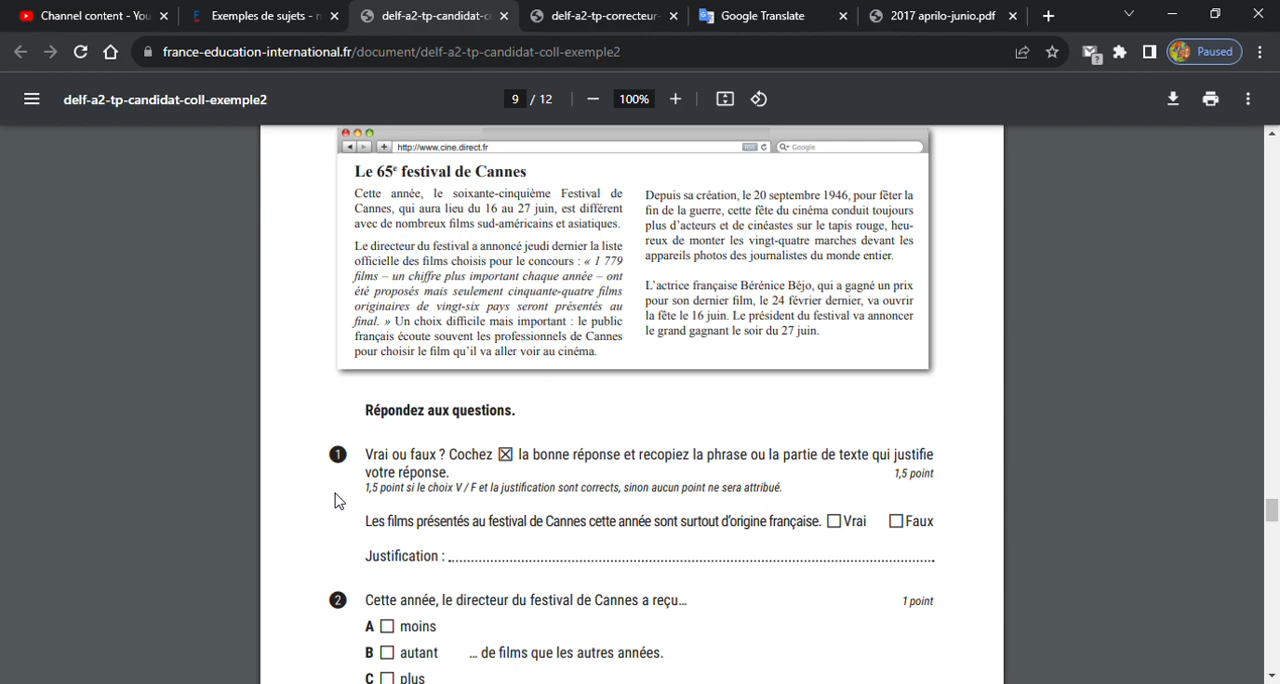 Channel content - You
Exemples de sujets - n
delf-a2-tp-candidat-c
delf-a2-tp-correcteur-
Google Translate
2017 aprilo-junio.pdf
france-education-international.fr/document/delf-a2-tp-candidat-coll-exemple2
Paused
delf-a2-tp-candidat-coll-exemple2
9 / 12
100%
http://www.cine.direct.fr
RSS
Google
Le 65e festival de Cannes
Cette année, le soixante-cinquième Festival de
Cannes, qui aura lieu du 16 au 27 juin, est différent
avec de nombreux films sud-américains et asiatiques.
Le directeur du festival a annoncé jeudi dernier la liste
officielle des films choisis pour le concours : « 1 779
films – un chiffre plus important chaque année – ont
été proposés mais seulement cinquante-quatre films
originaires de vingt-six pays seront présentés au
final. » Un choix difficile mais important : le public
français écoute souvent les professionnels de Cannes
pour choisir le film qu'il va aller voir au cinéma.
Depuis sa création, le 20 septembre 1946, pour fêter la
fin de la guerre, cette fête du cinéma conduit toujours
plus d'acteurs et de cinéastes sur le tapis rouge, heu-
reux de monter les vingt-quatre marches devant les
appareils photos des journalistes du monde entier.
L'actrice française Bérénice Béjo, qui a gagné un prix
pour son dernier film, le 24 février dernier, va ouvrir
la fête le 16 juin. Le président du festival va annoncer
le grand gagnant le soir du 27 juin.
Répondez aux questions.
1 Vrai ou faux ? Cochez ☒ la bonne réponse et recopiez la phrase ou la partie de texte qui justifie
votre réponse. 1,5 point
1,5 point si le choix V / F et la justification sont corrects, sinon aucun point ne sera attribué.
Les films présentés au festival de Cannes cette année sont surtout d'origine française. ☐ Vrai ☐ Faux
Justification :
2 Cette année, le directeur du festival de Cannes a reçu… 1 point
A ☐ moins
B ☐ autant … de films que les autres années.
C ☐ plus